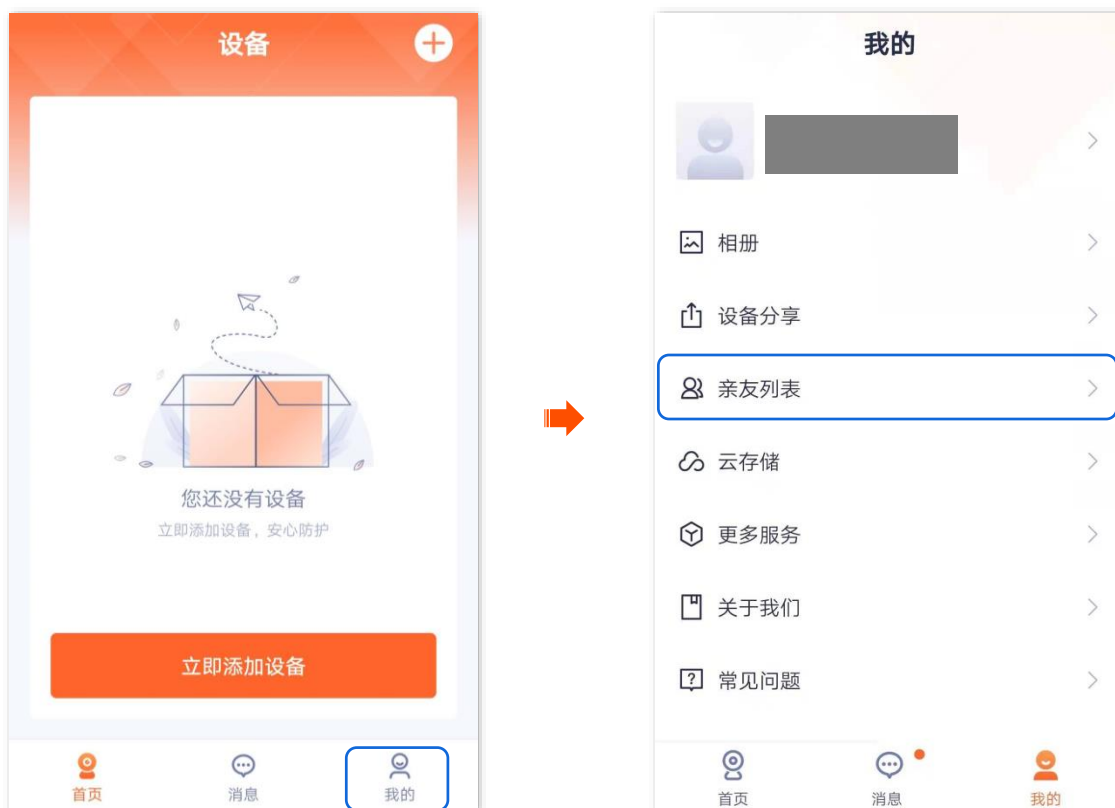 设备
您还没有设备
立即添加设备，安心防护
立即添加设备
首页
消息
我的
我的
相册
设备分享
亲友列表
云存储
更多服务
关于我们
常见问题
首页
消息
我的